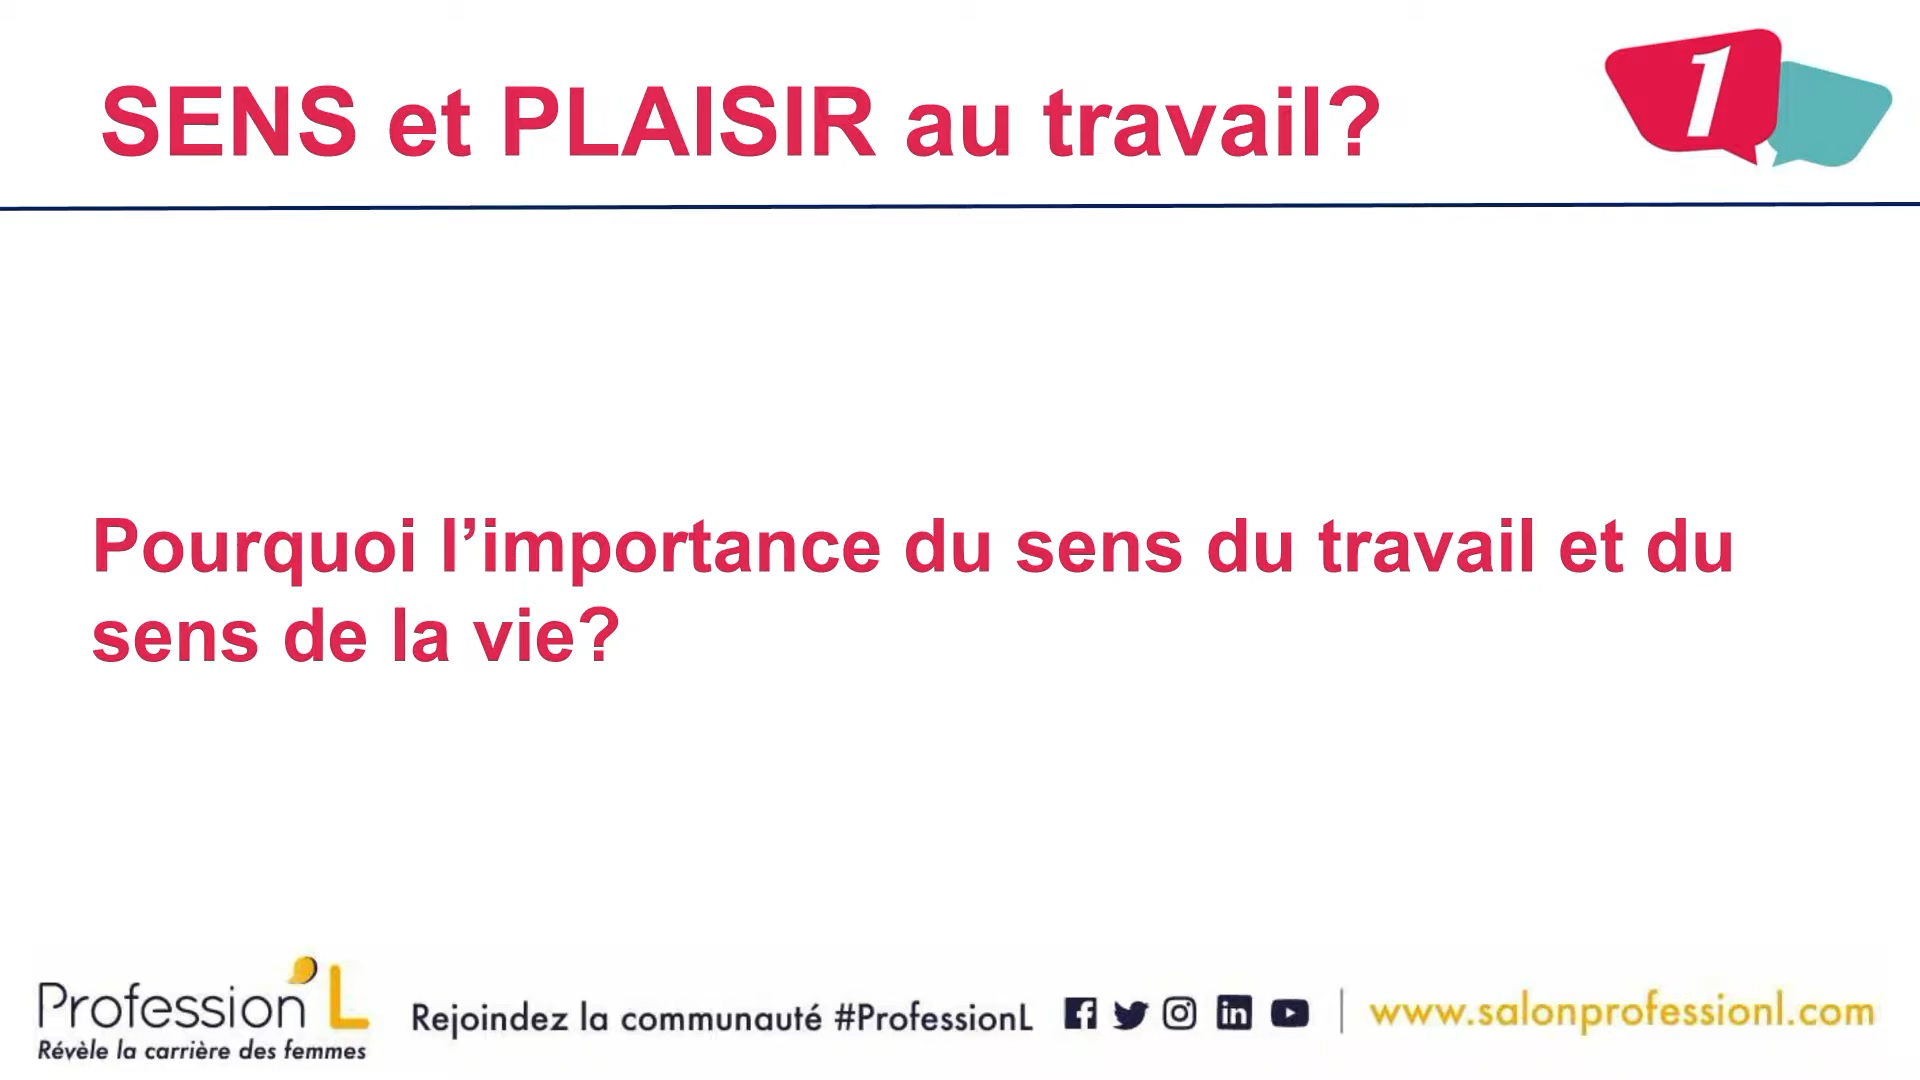 SENS et PLAISIR au travail?
1
Pourquoi l’importance du sens du travail et du
sens de la vie?
Profession'L
Révèle la carrière des femmes
Rejoindez la communauté #ProfessionL
www.salonprofessionl.com